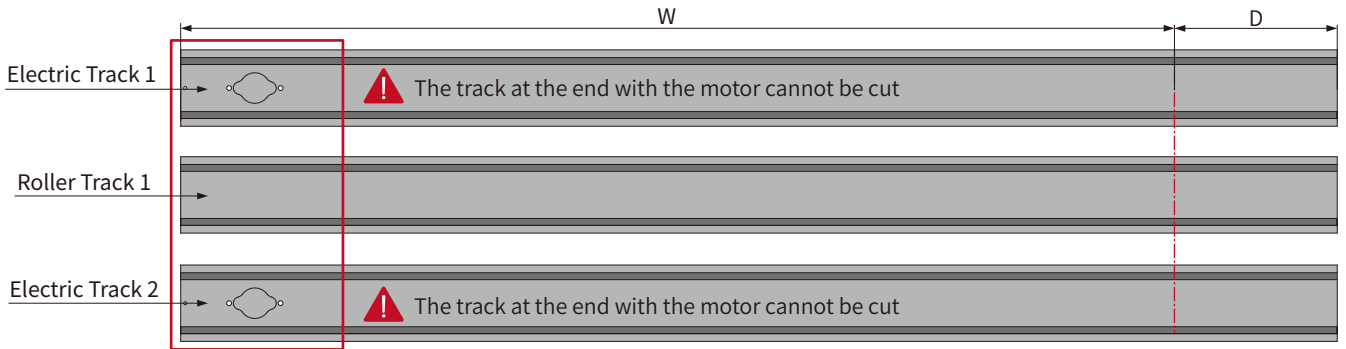 W
D
Electric Track 1
! The track at the end with the motor cannot be cut
Roller Track 1
Electric Track 2
! The track at the end with the motor cannot be cut